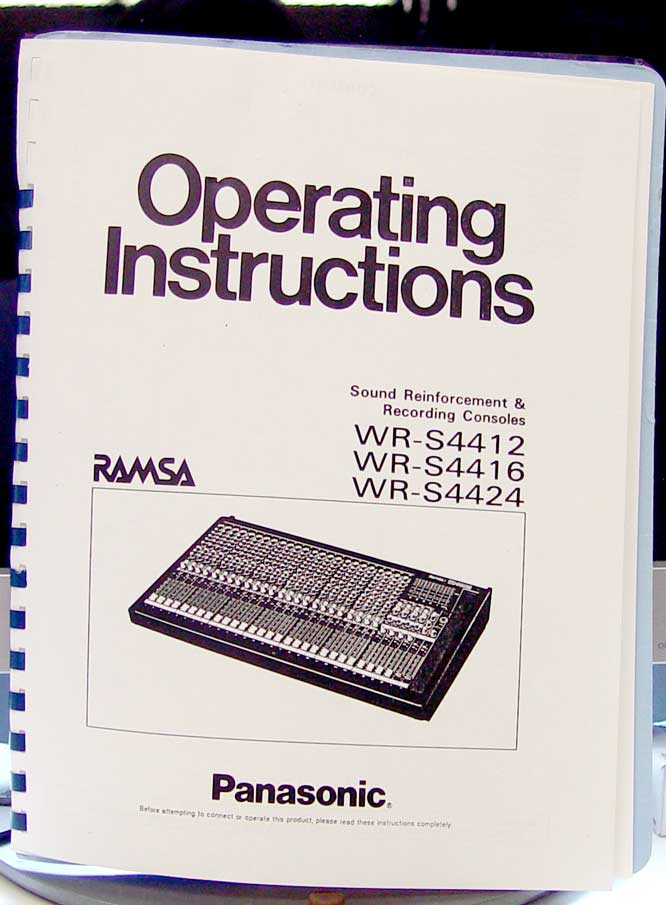 Operating
Instructions
Sound Reinforcement &
Recording Consoles
WR-S4412
WR-S4416
WR-S4424
RAMSA
Panasonic®
Before attempting to connect or operate this product, please read these instructions completely.